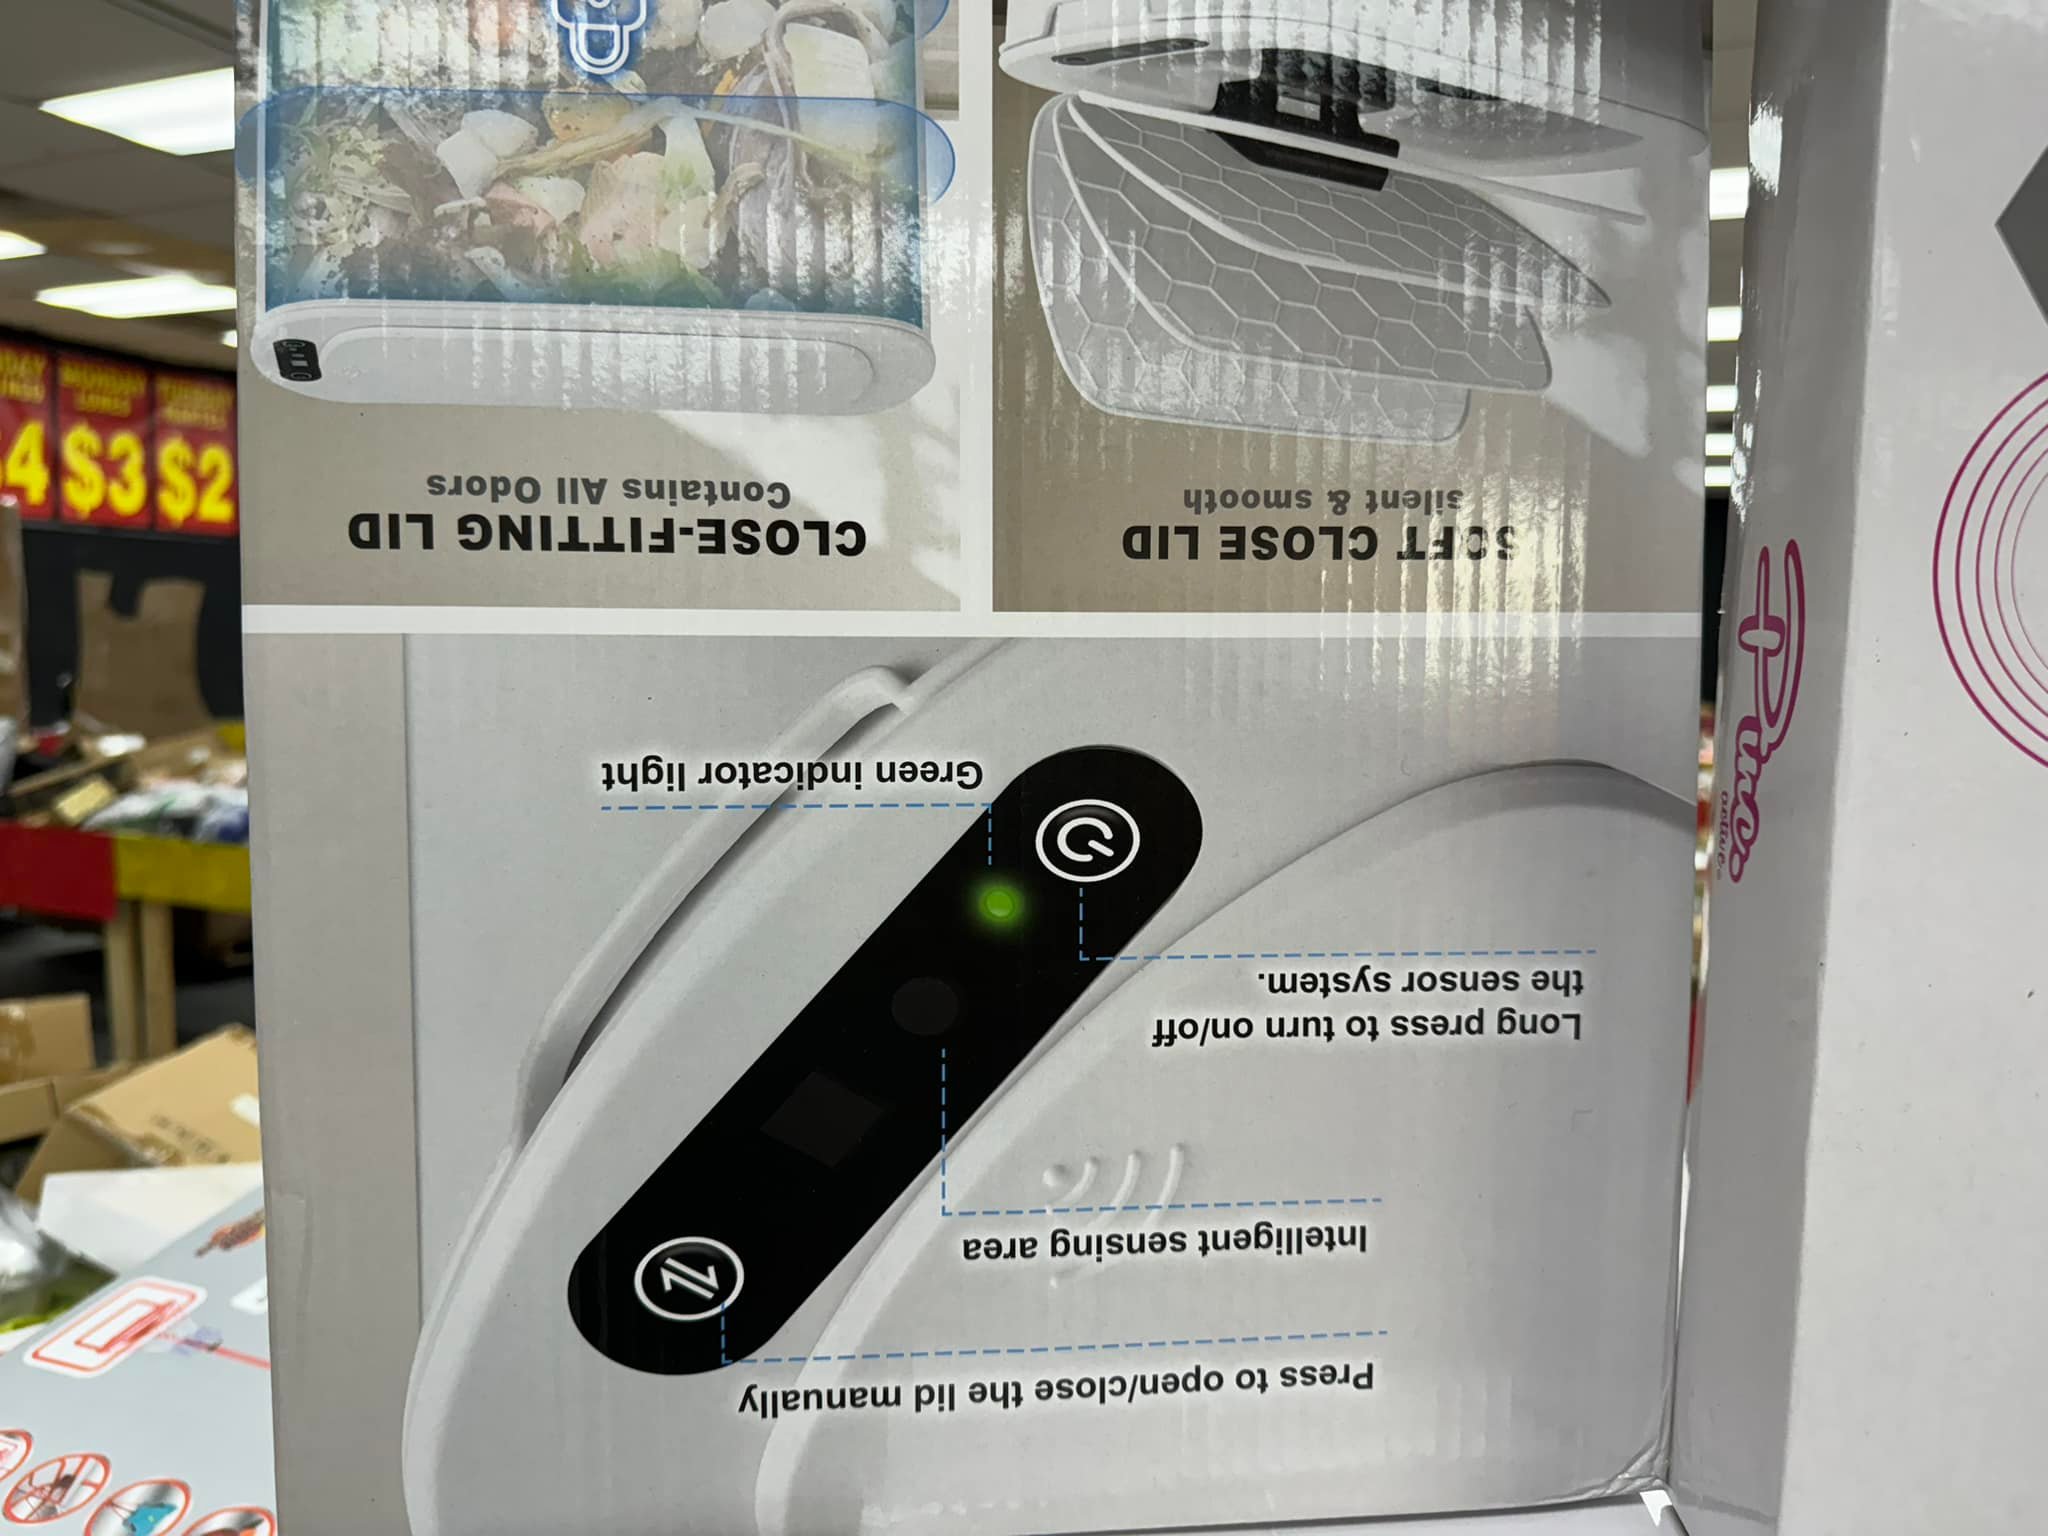 Press to open/close the lid manually
Intelligent sensing area
Long press to turn on/off
the sensor system.
Green indicator light
SOFT CLOSE LID
silent & smooth
CLOSE-FITTING LID
Contains All Odors
$4
$3
$2